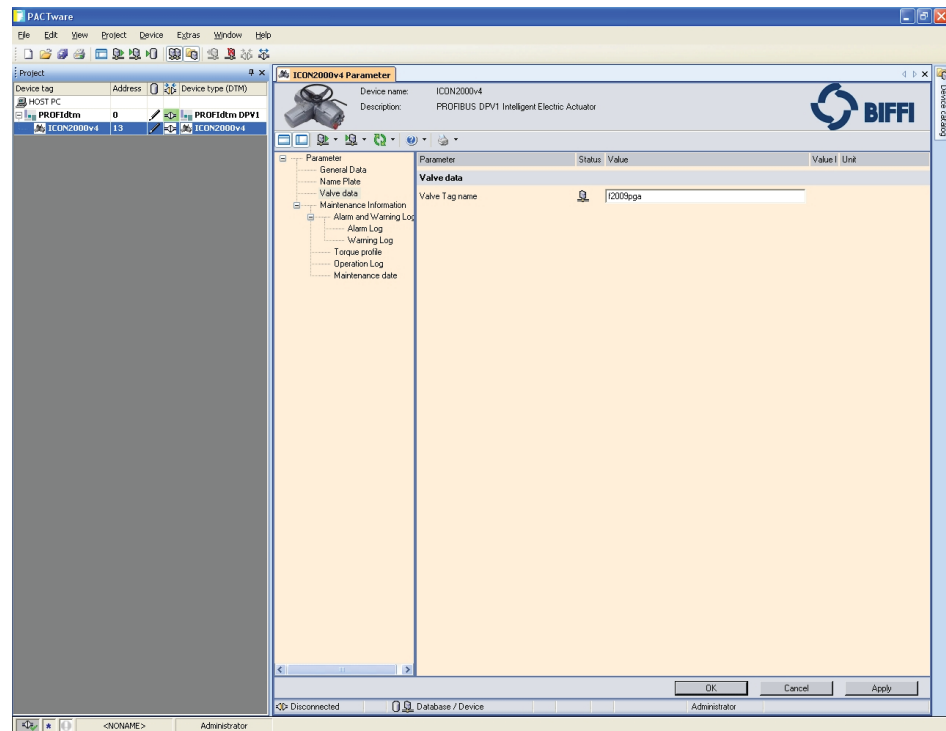 PACTware
File Edit View Project Device Extras Window Help
Project
Device tag Address Device type (DTM)
HOST PC
PROFIdtm 0 PROFIdtm DPV1
ICON2000v4 13 ICON2000v4
ICON2000v4 Parameter
Device name: ICON2000v4
Description: PROFIBUS DPV1 Intelligent Electric Actuator
BIFFI
Device catalog
Parameter
General Data
Name Plate
Valve data
Maintenance Information
Alarm and Warning Log
Alarm Log
Warning Log
Torque profile
Operation Log
Maintenance date
Parameter Status Value Value I Unit
Valve data
Valve Tag name f2009pga
OK Cancel Apply
Disconnected Database / Device Administrator
<NONAME> Administrator